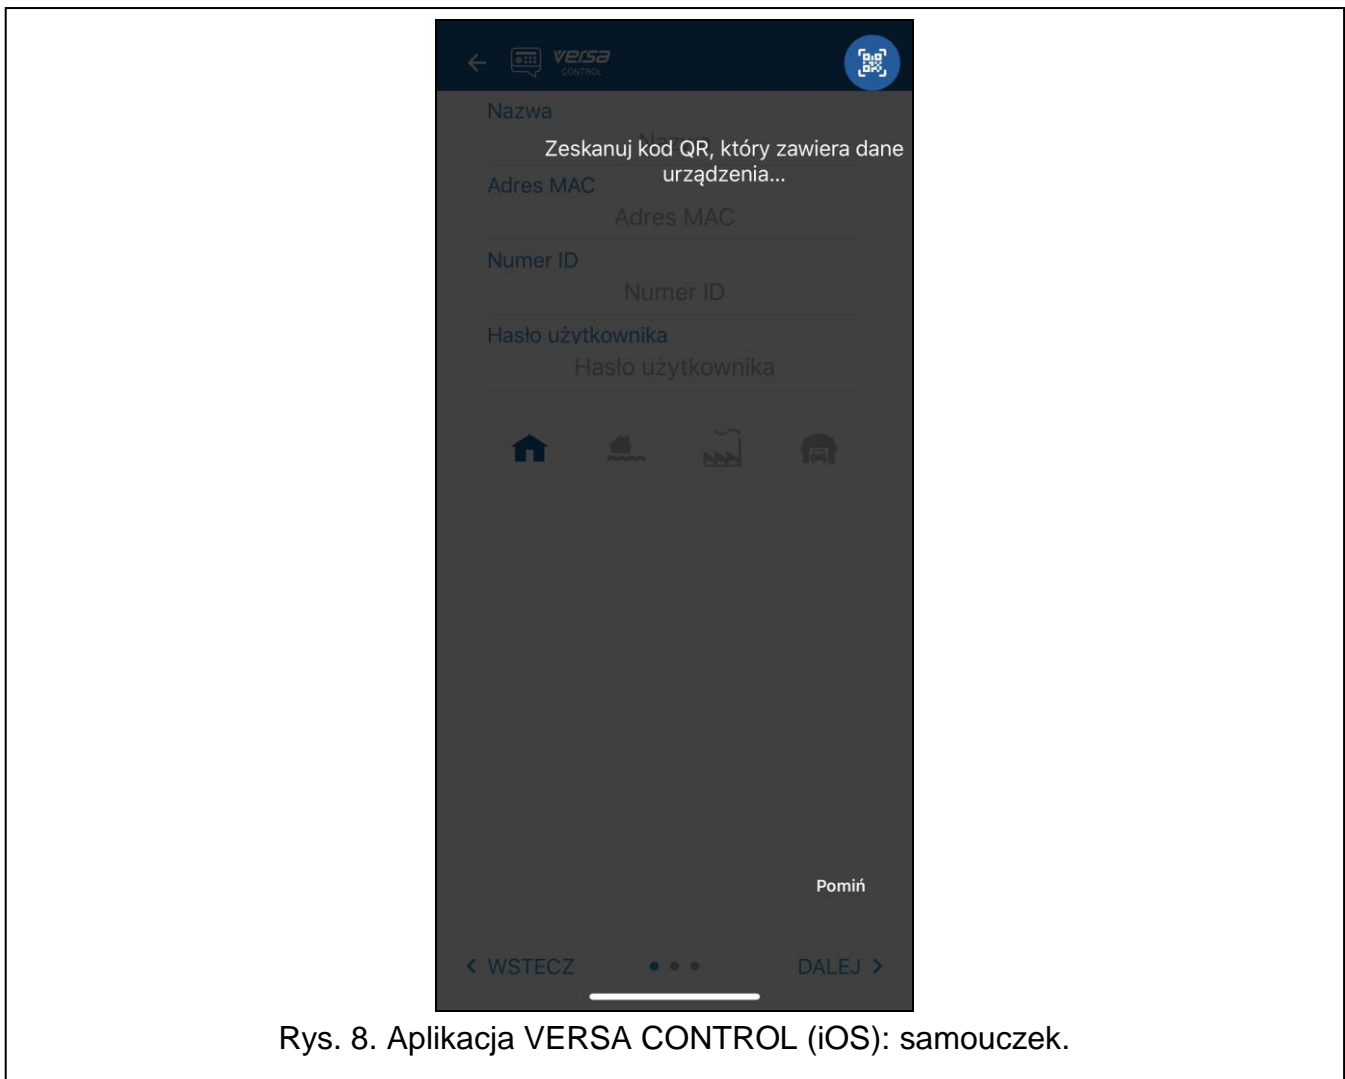 versa
CONTROL
Nazwa
Zeskanuj kod QR, który zawiera dane
urządzenia...
Adres MAC
Adres MAC
Numer ID
Numer ID
Hasło użytkownika
Hasło użytkownika
Pomiń
< WSTECZ
DALEJ >
Rys. 8. Aplikacja VERSA CONTROL (iOS): samouczek.